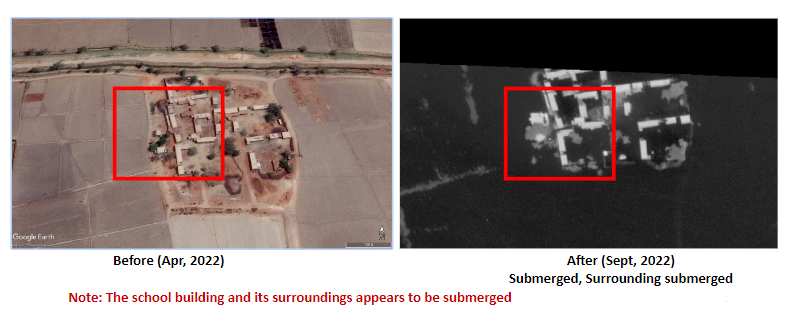 Google Earth
Before (Apr, 2022)
After (Sept, 2022)
Submerged, Surrounding submerged
Note: The school building and its surroundings appears to be submerged